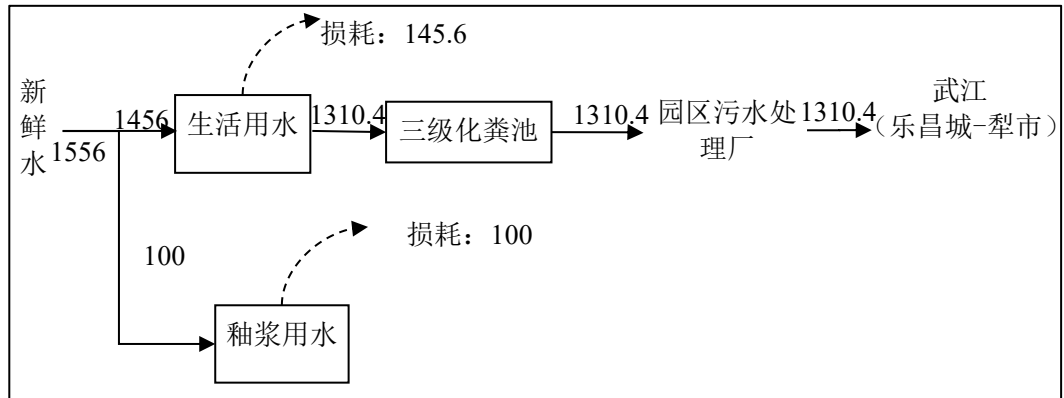 损耗：145.6
新
鲜
水
1556
1456
生活用水
1310.4
三级化粪池
1310.4
园区污水处
理厂
1310.4
武江
（乐昌城-犁市）
100
损耗：100
釉浆用水